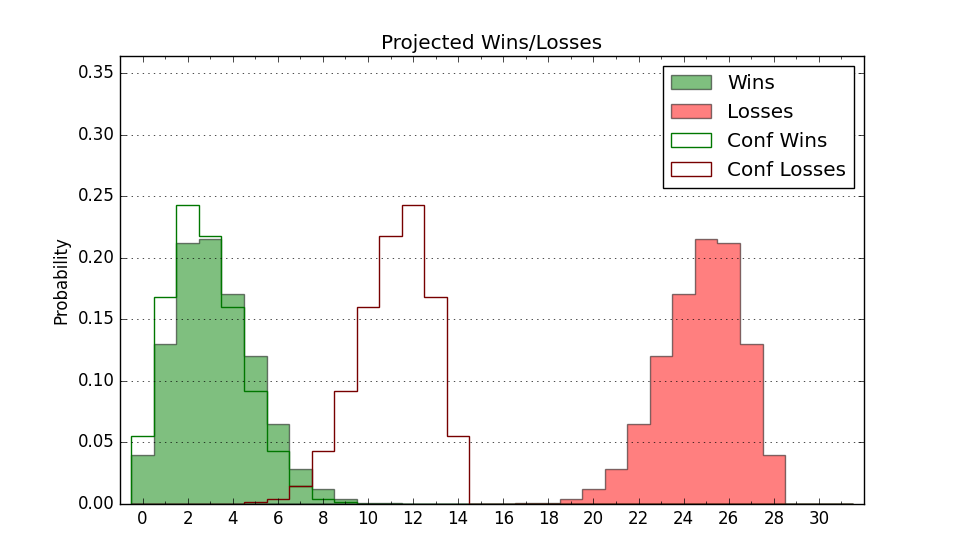 Projected Wins/Losses
0.35
0.30
0.25
0.20
0.15
0.10
0.05
0.00
Probability
Wins
Losses
Conf Wins
Conf Losses
0 2 4 6 8 10 12 14 16 18 20 22 24 26 28 30